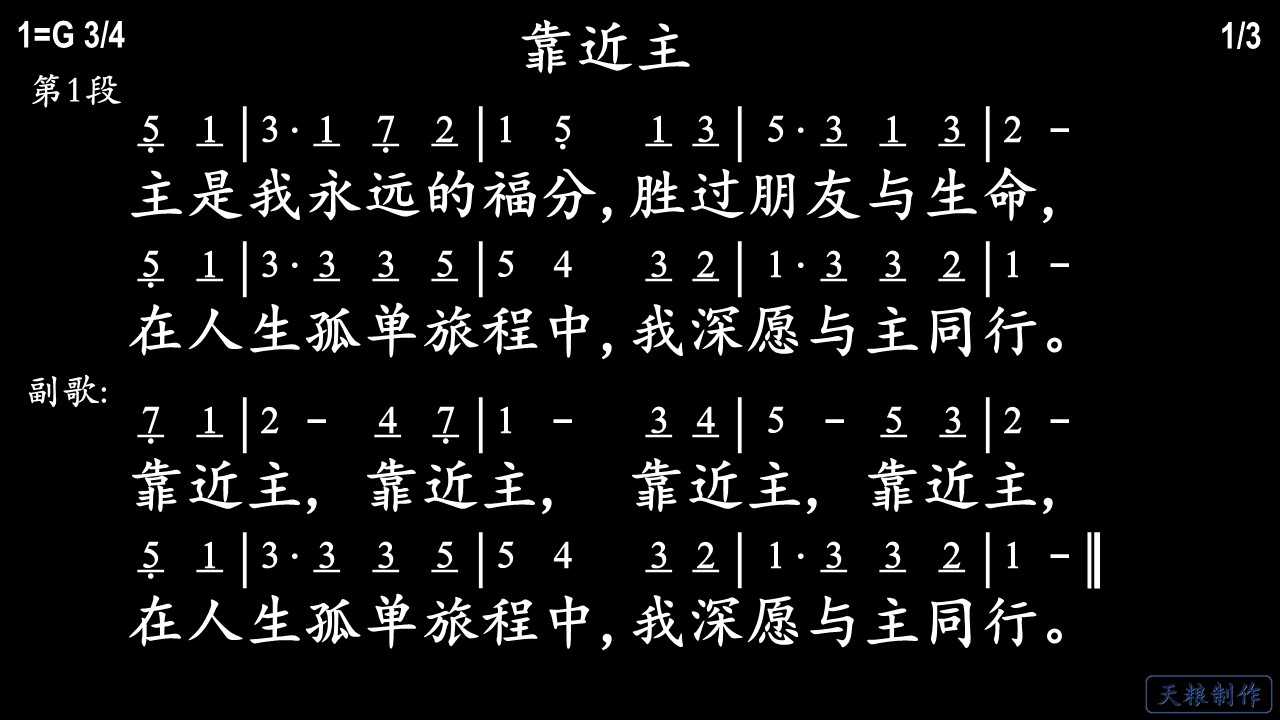 1=G 3/4
靠近主
1/3
第1段
5̣ 1 | 3 · 1 7̣ 2 | 1 5̣ 1 3 | 5 · 3 1 3 | 2 －
主是我永远的福分,胜过朋友与生命,
5̣ 1 | 3 · 3 3 5 | 5 4 3 2 | 1 · 3 3 2 | 1 －
在人生孤单旅程中,我深愿与主同行。
副歌:
7̣ 1 | 2 － 4 7̣ | 1 － 3 4 | 5 － 5 3 | 2 －
靠近主, 靠近主, 靠近主, 靠近主,
5̣ 1 | 3 · 3 3 5 | 5 4 3 2 | 1 · 3 3 2 | 1 － ‖
在人生孤单旅程中,我深愿与主同行。
天粮制作